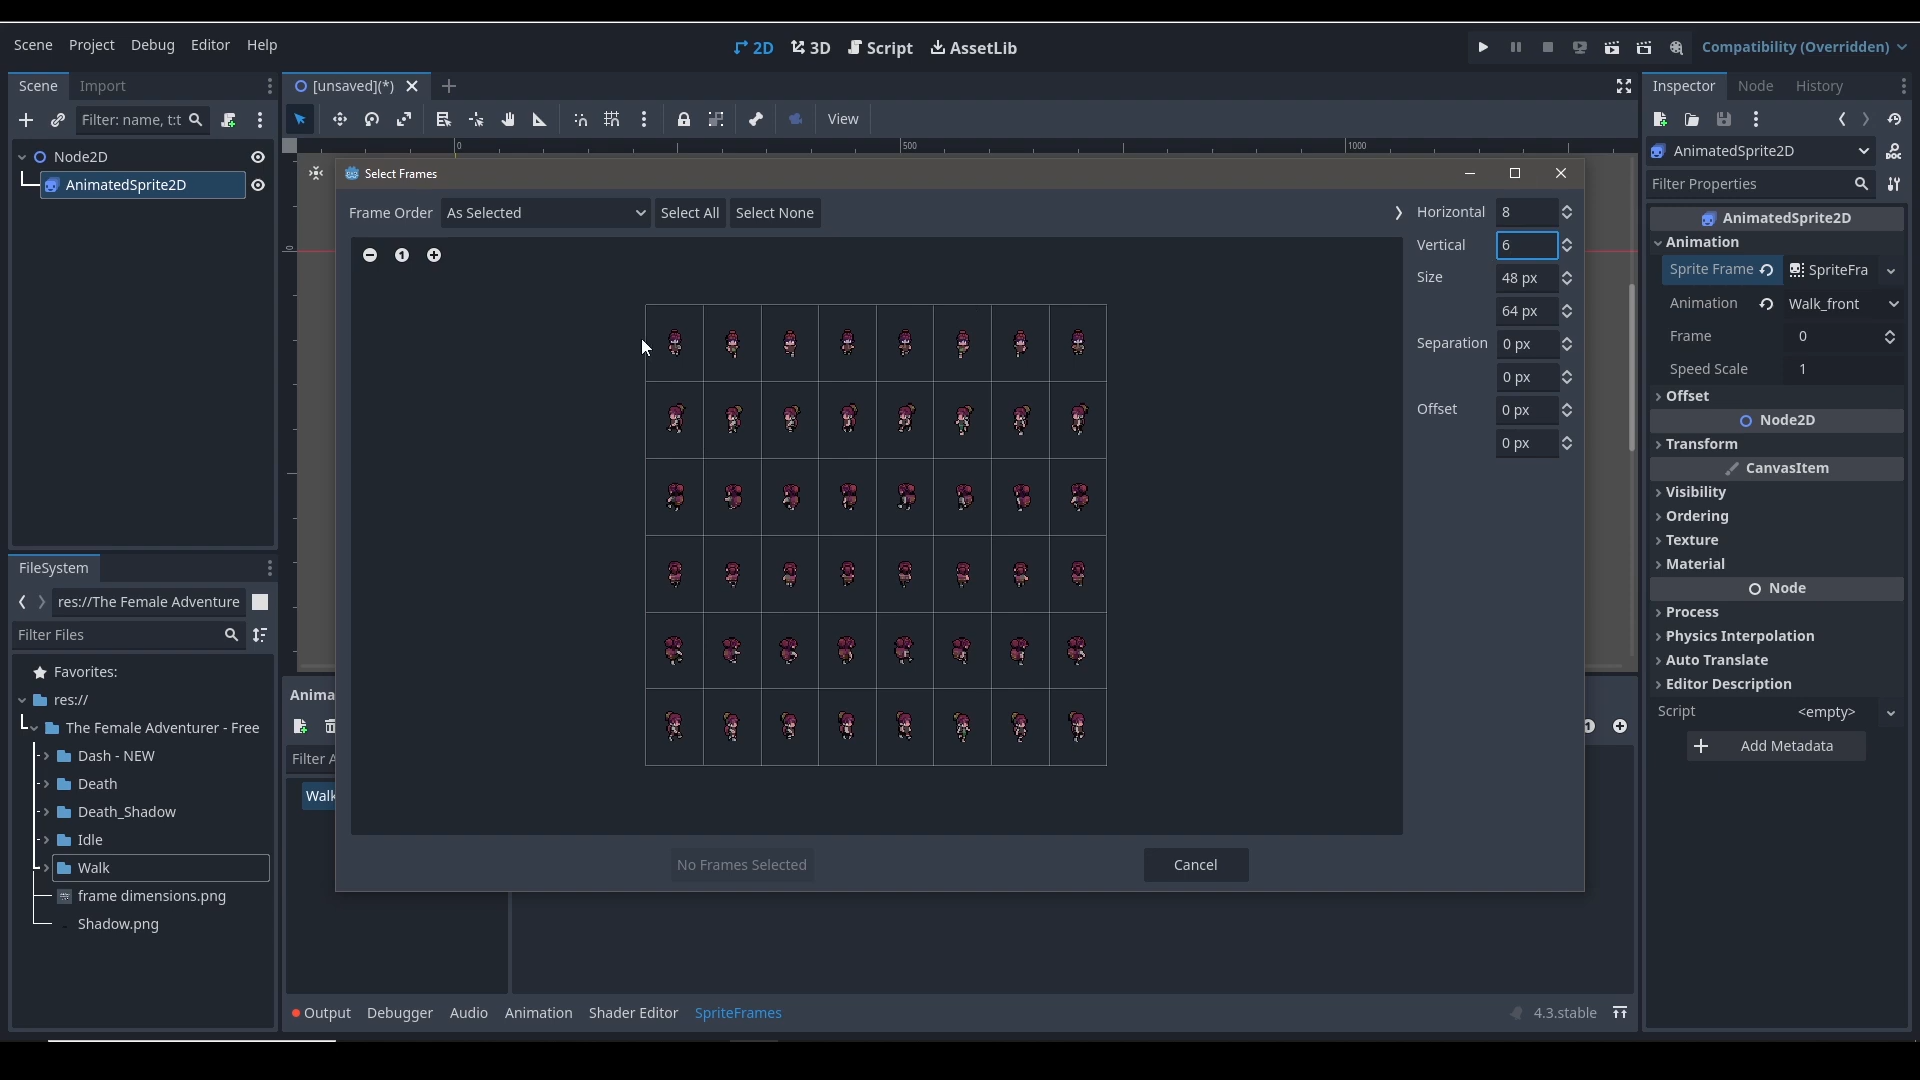 Scene Project Debug Editor Help
2D 3D Script AssetLib
Compatibility (Overridden)
Scene Import
[unsaved](*)
Inspector Node History
Filter: name, t:t
View
0 500 1000
0
Node2D
AnimatedSprite2D
Select Frames
Frame Order As Selected Select All Select None
1
Horizontal 8
Vertical 6
Size 48 px
64 px
Separation 0 px
0 px
Offset 0 px
0 px
No Frames Selected Cancel
AnimatedSprite2D
Filter Properties
AnimatedSprite2D
Animation
Sprite Frame SpriteFra
Animation Walk_front
Frame 0
Speed Scale 1
Offset
Node2D
Transform
CanvasItem
Visibility
Ordering
Texture
Material
Node
Process
Physics Interpolation
Auto Translate
Editor Description
Script <empty>
Add Metadata
FileSystem
res://The Female Adventure
Filter Files
Favorites:
res://
The Female Adventurer - Free
Dash - NEW
Death
Death_Shadow
Idle
Walk
frame dimensions.png
Shadow.png
Anima
Filter A
Walk
Output Debugger Audio Animation Shader Editor SpriteFrames
4.3.stable